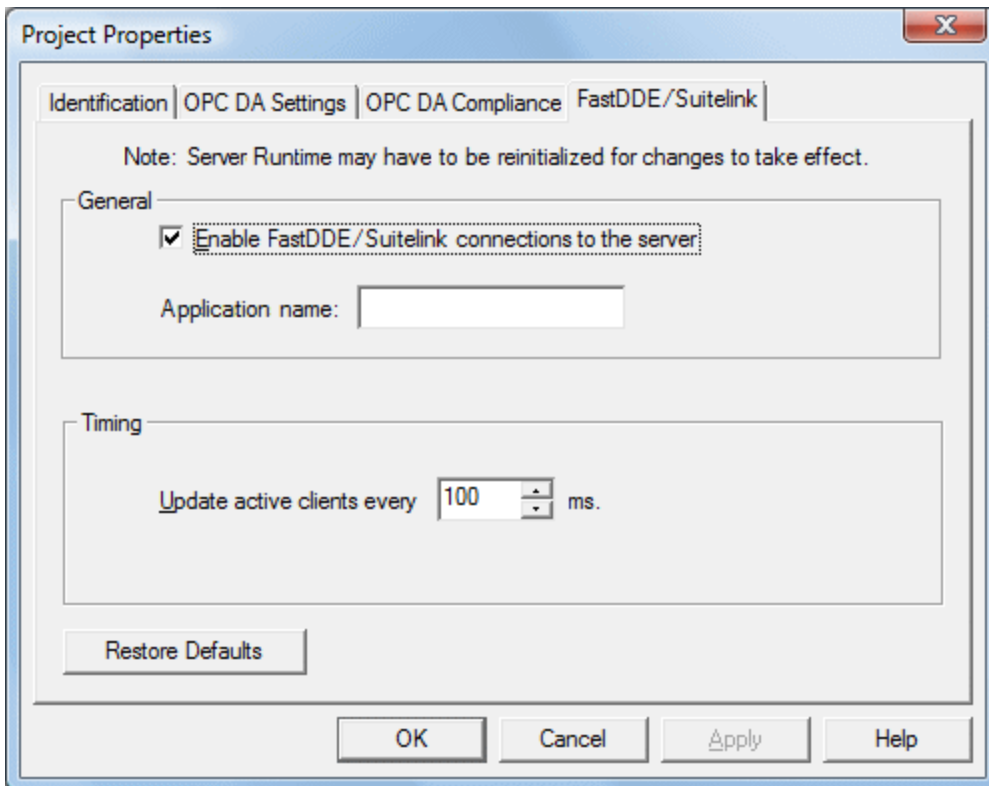 Project Properties
Identification
OPC DA Settings
OPC DA Compliance
FastDDE/Suitelink
Note: Server Runtime may have to be reinitialized for changes to take effect.
General
Enable FastDDE/Suitelink connections to the server
Application name:
Timing
Update active clients every 100 ms.
Restore Defaults
OK
Cancel
Apply
Help